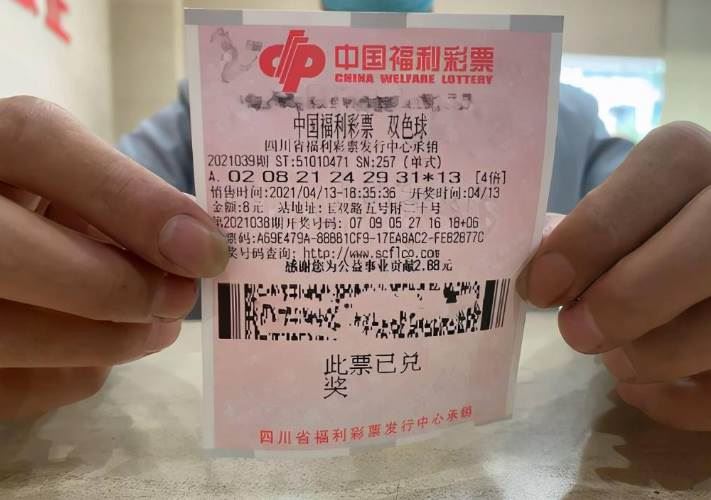 中国福利彩票
CHINA WELFARE LOTTERY
中国福利彩票 双色球
四川省福利彩票发行中心承销
2021039期 ST:51010471 SN:257 (单式)
A. 02 08 21 24 29 31*13 [4倍]
销售时间:2021/04/13-18:35:36 开奖时间:04/13
金额:8元 站地址: 双路五号附二十号
第2021038期开奖号码: 07 09 05 27 16 18+06
票码:A69E479A-88881CF9-17EA8AC2-FE82877C
奖号码查询: http://www.scflcp.com
感谢您为公益事业贡献2.88元
此票已兑
奖
四川省福利彩票发行中心承销